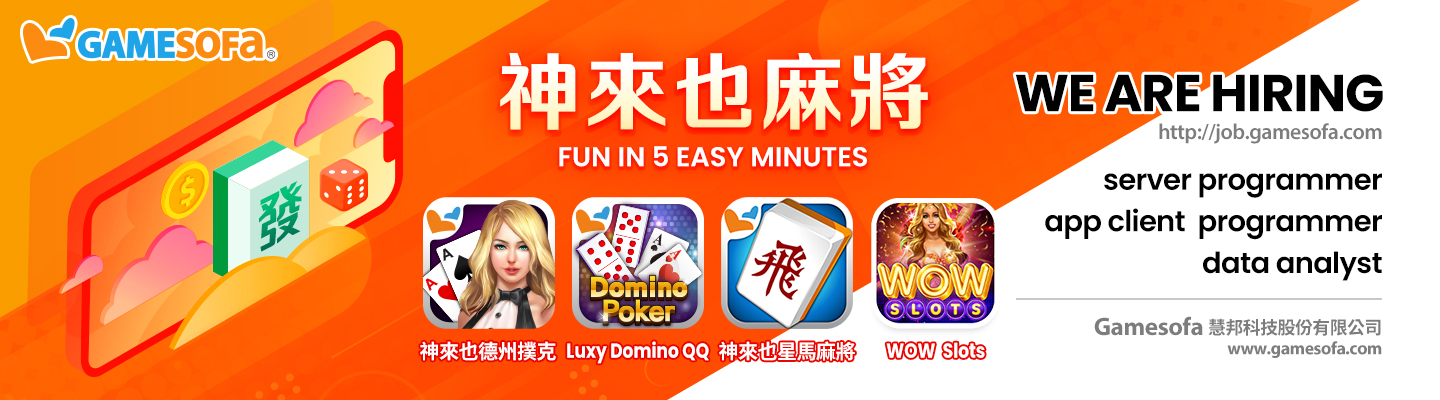 GAMESOFA®
$
發
神來也麻將
FUN IN 5 EASY MINUTES
A
A
神來也德州撲克
A
A
Domino
Poker
Luxy Domino QQ
飛
神來也星馬麻將
WOW
SLOTS
WOW Slots
WE ARE HIRING
http://job.gamesofa.com
server programmer
app client programmer
data analyst
Gamesofa 慧邦科技股份有限公司
www.gamesofa.com